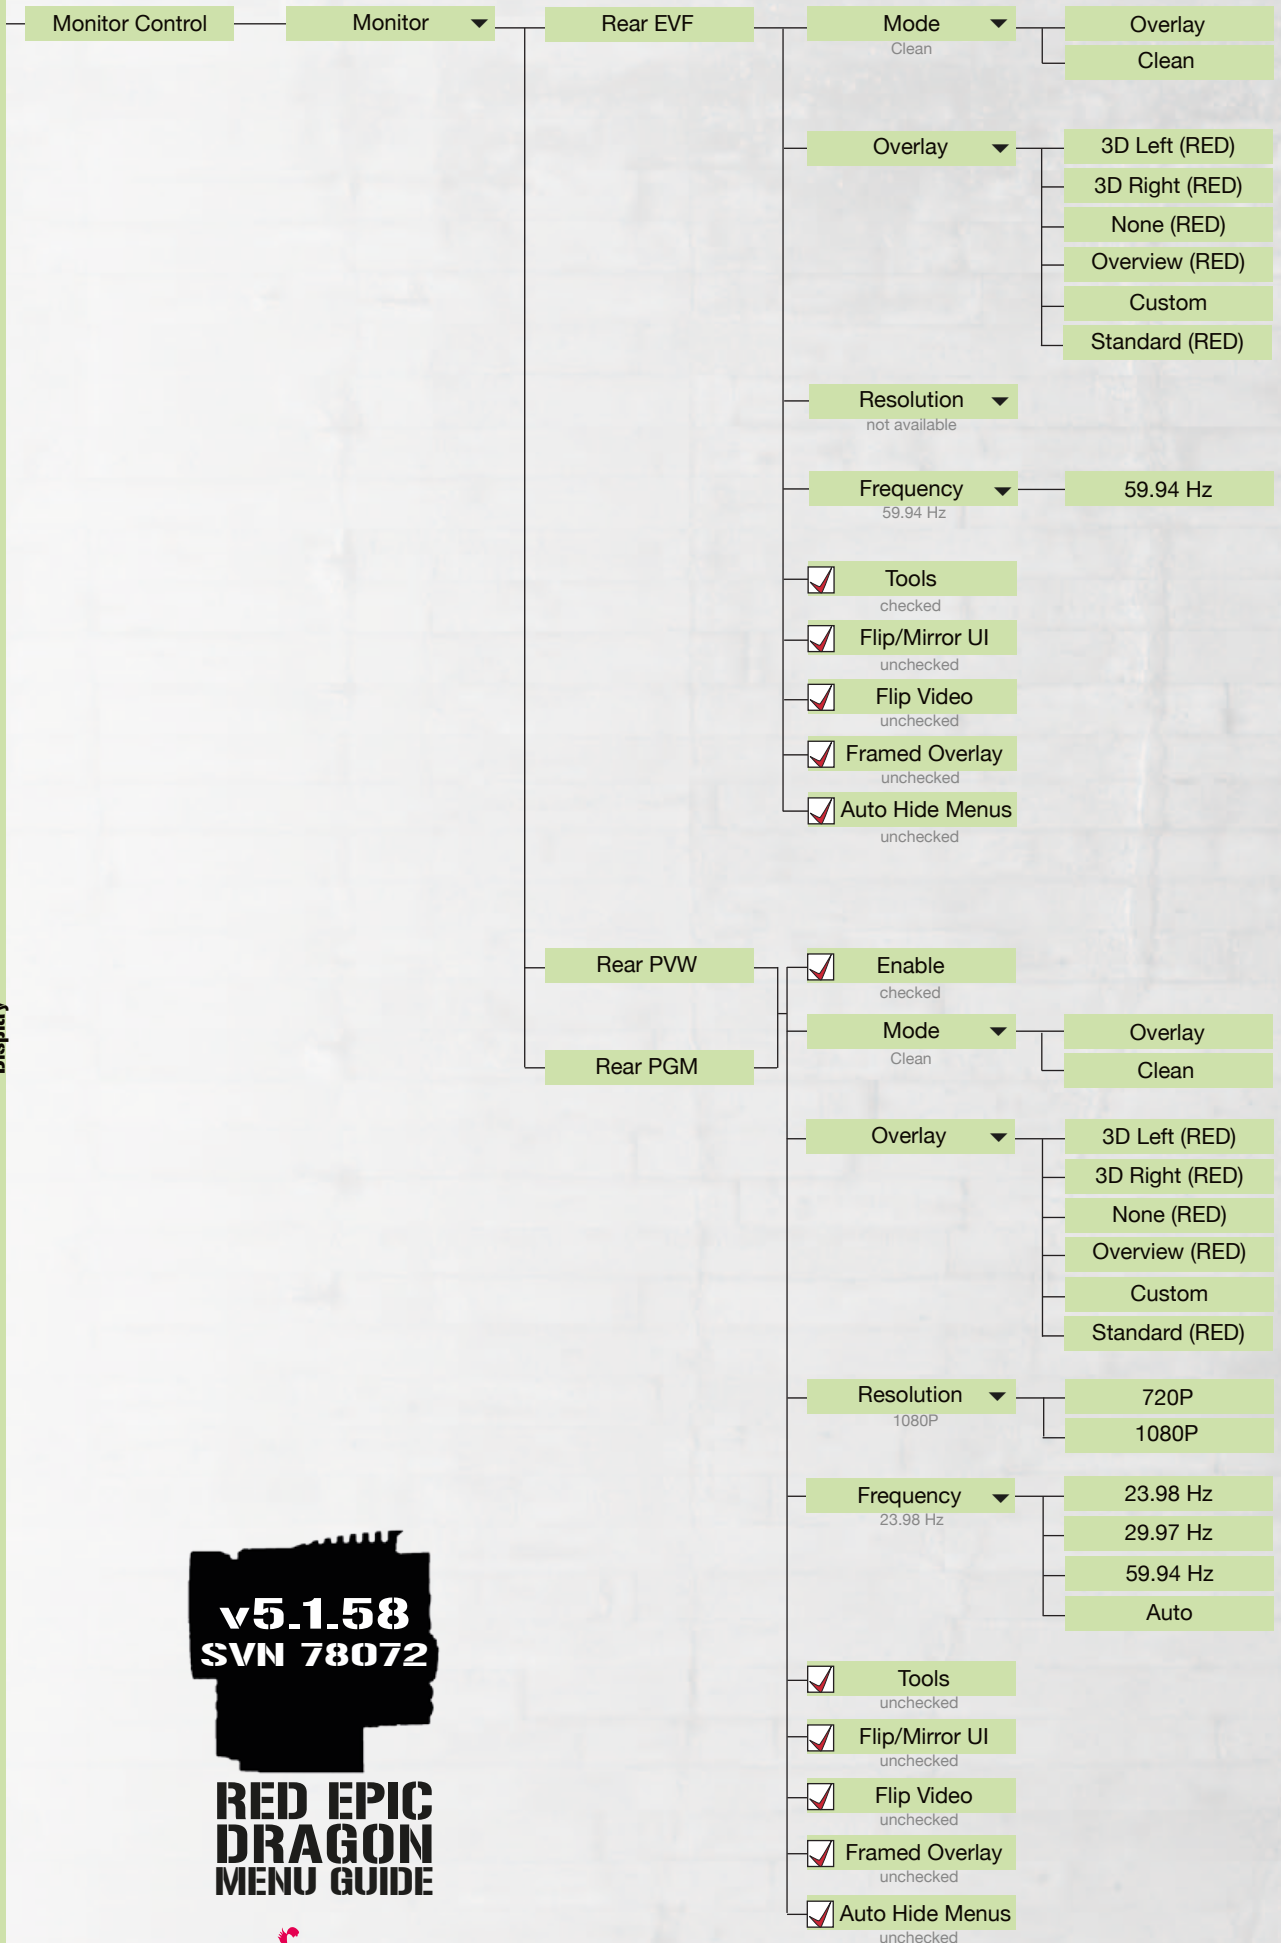 Monitor Control
Monitor
Rear EVF
Mode
Clean
Overlay
Clean
Overlay
3D Left (RED)
3D Right (RED)
None (RED)
Overview (RED)
Custom
Standard (RED)
Resolution
not available
Frequency
59.94 Hz
59.94 Hz
Tools
checked
Flip/Mirror UI
unchecked
Flip Video
unchecked
Framed Overlay
unchecked
Auto Hide Menus
unchecked
Display
Rear PVW
Rear PGM
Enable
checked
Mode
Clean
Overlay
Clean
Overlay
3D Left (RED)
3D Right (RED)
None (RED)
Overview (RED)
Custom
Standard (RED)
Resolution
1080P
720P
1080P
Frequency
23.98 Hz
23.98 Hz
29.97 Hz
59.94 Hz
Auto
Tools
unchecked
Flip/Mirror UI
unchecked
Flip Video
unchecked
Framed Overlay
unchecked
Auto Hide Menus
unchecked
v5.1.58
SVN 78072
RED EPIC
DRAGON
MENU GUIDE